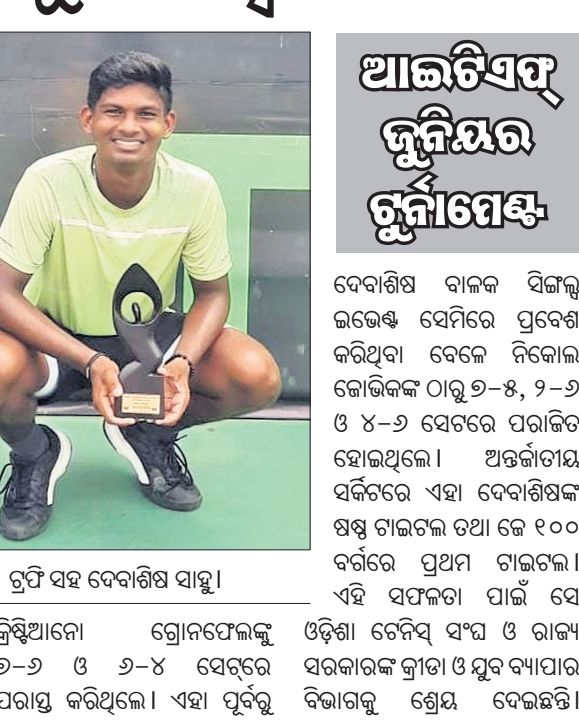 ଆଇଟିଏଫ୍
ଜୁନିୟର
ଟୁର୍ନାମେଣ୍ଟ
ଟ୍ରଫି ସହ ଦେବାଶିଷ ସାହୁ।
କ୍ରିଷ୍ଟିଆନୋ ଗ୍ରୋନଫେଲଙ୍କୁ
୭–୬ ଓ ୬–୪ ସେଟ୍‌ରେ
ପରାସ୍ତ କରିଥିଲେ। ଏହା ପୂର୍ବରୁ
ଦେବାଶିଷ ବାଳକ ସିଙ୍ଗଲ୍ସ
ଇଭେଣ୍ଟ ସେମିରେ ପ୍ରବେଶ
କରିଥିବା ବେଳେ ନିକୋଲ
ଜୋଭିକଙ୍କ ଠାରୁ ୭–୫, ୨–୬
ଓ ୪–୬ ସେଟରେ ପରାଜିତ
ହୋଇଥିଲେ। ଅନ୍ତର୍ଜାତୀୟ
ସର୍କିଟରେ ଏହା ଦେବାଶିଷଙ୍କ
ଷଷ୍ଠ ଟାଇଟଲ ତଥା ଜେ ୧୦୦
ବର୍ଗରେ ପ୍ରଥମ ଟାଇଟଲ।
ଏହି ସଫଳତା ପାଇଁ ସେ
ଓଡ଼ିଶା ଟେନିସ୍ ସଂଘ ଓ ରାଜ୍ୟ
ସରକାରଙ୍କ କ୍ରୀଡା ଓ ଯୁବ ବ୍ୟାପାର
ବିଭାଗକୁ ଶ୍ରେୟ ଦେଇଛନ୍ତି।